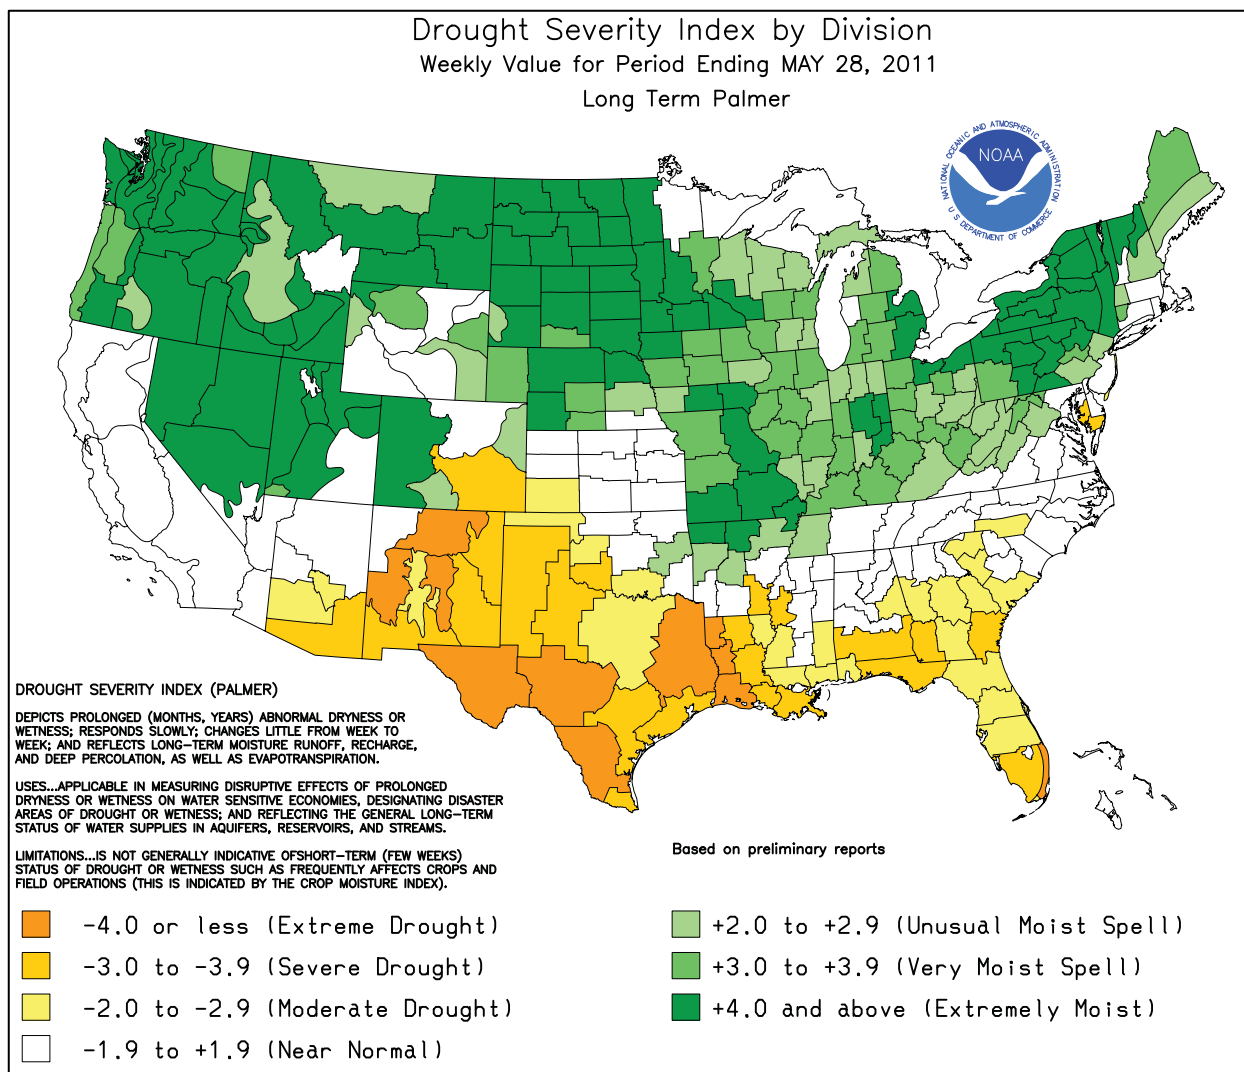 Drought Severity Index by Division
Weekly Value for Period Ending MAY 28, 2011
Long Term Palmer
NATIONAL OCEANIC AND ATMOSPHERIC ADMINISTRATION
NOAA
U S DEPARTMENT OF COMMERCE
DROUGHT SEVERITY INDEX (PALMER)
DEPICTS PROLONGED (MONTHS, YEARS) ABNORMAL DRYNESS OR
WETNESS; RESPONDS SLOWLY; CHANGES LITTLE FROM WEEK TO
WEEK; AND REFLECTS LONG-TERM MOISTURE RUNOFF, RECHARGE,
AND DEEP PERCOLATION, AS WELL AS EVAPOTRANSPIRATION.
USES...APPLICABLE IN MEASURING DISRUPTIVE EFFECTS OF PROLONGED
DRYNESS OR WETNESS ON WATER SENSITIVE ECONOMIES, DESIGNATING DISASTER
AREAS OF DROUGHT OR WETNESS; AND REFLECTING THE GENERAL LONG-TERM
STATUS OF WATER SUPPLIES IN AQUIFERS, RESERVOIRS, AND STREAMS.
LIMITATIONS...IS NOT GENERALLY INDICATIVE OFSHORT-TERM (FEW WEEKS)
STATUS OF DROUGHT OR WETNESS SUCH AS FREQUENTLY AFFECTS CROPS AND
FIELD OPERATIONS (THIS IS INDICATED BY THE CROP MOISTURE INDEX).
Based on preliminary reports
-4.0 or less (Extreme Drought)
-3.0 to -3.9 (Severe Drought)
-2.0 to -2.9 (Moderate Drought)
-1.9 to +1.9 (Near Normal)
+2.0 to +2.9 (Unusual Moist Spell)
+3.0 to +3.9 (Very Moist Spell)
+4.0 and above (Extremely Moist)